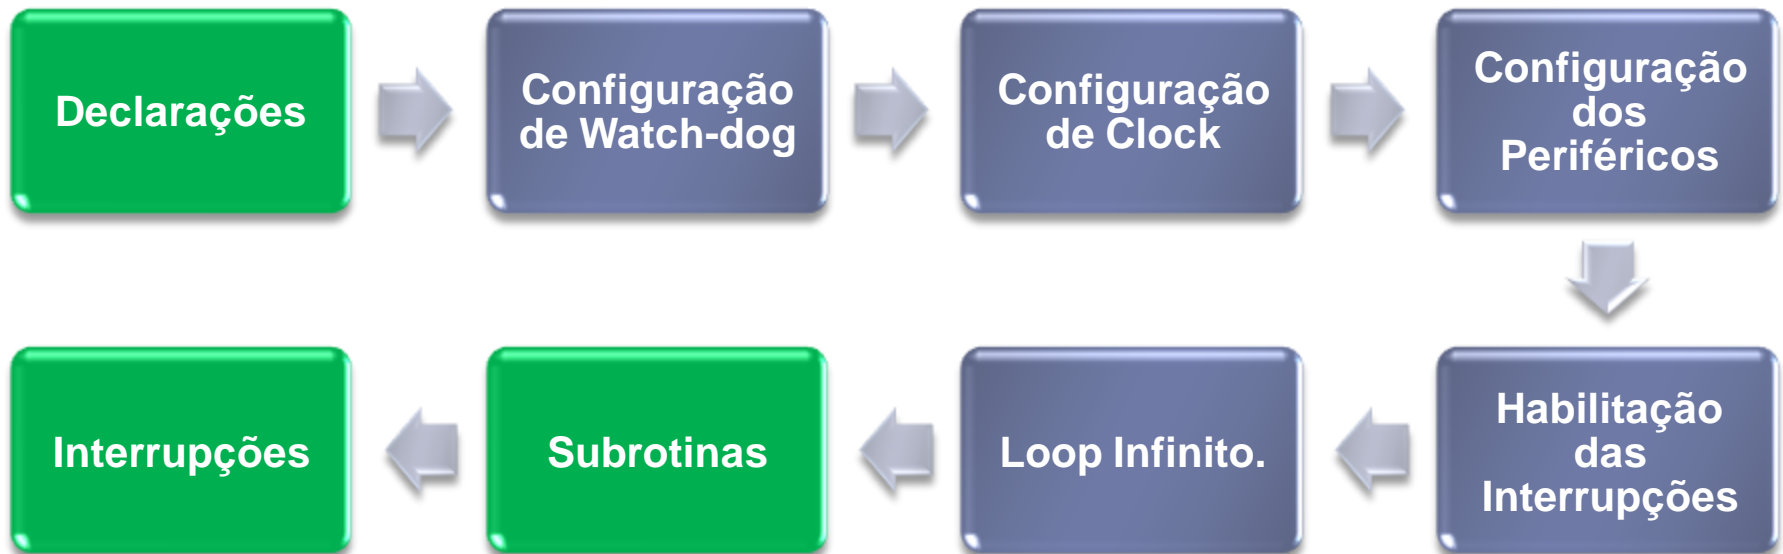 Declarações
Configuração
de Watch-dog
Configuração
de Clock
Configuração
dos
Periféricos
Habilitação
das
Interrupções
Loop Infinito.
Subrotinas
Interrupções